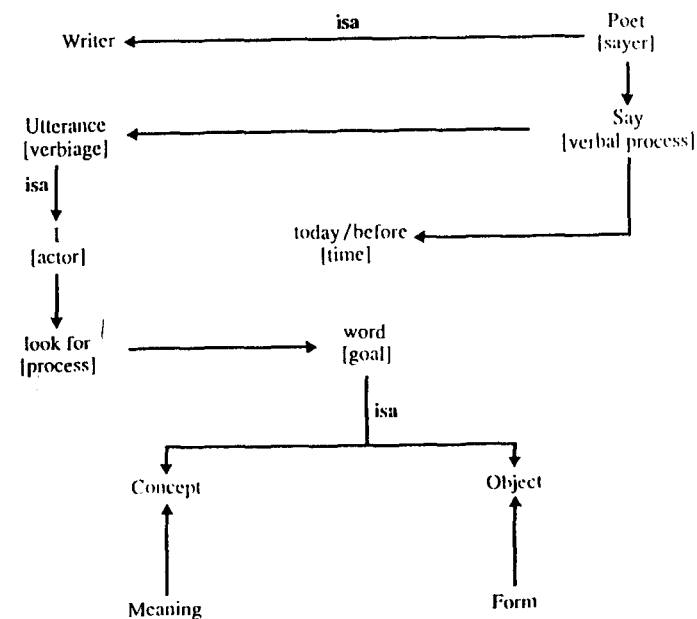 isa
Writer
Poet
[sayer]
Utterance
[verbiage]
Say
[verbal process]
isa
I
[actor]
today/before
[time]
look for
[process]
word
[goal]
isa
Concept
Object
Meaning
Form